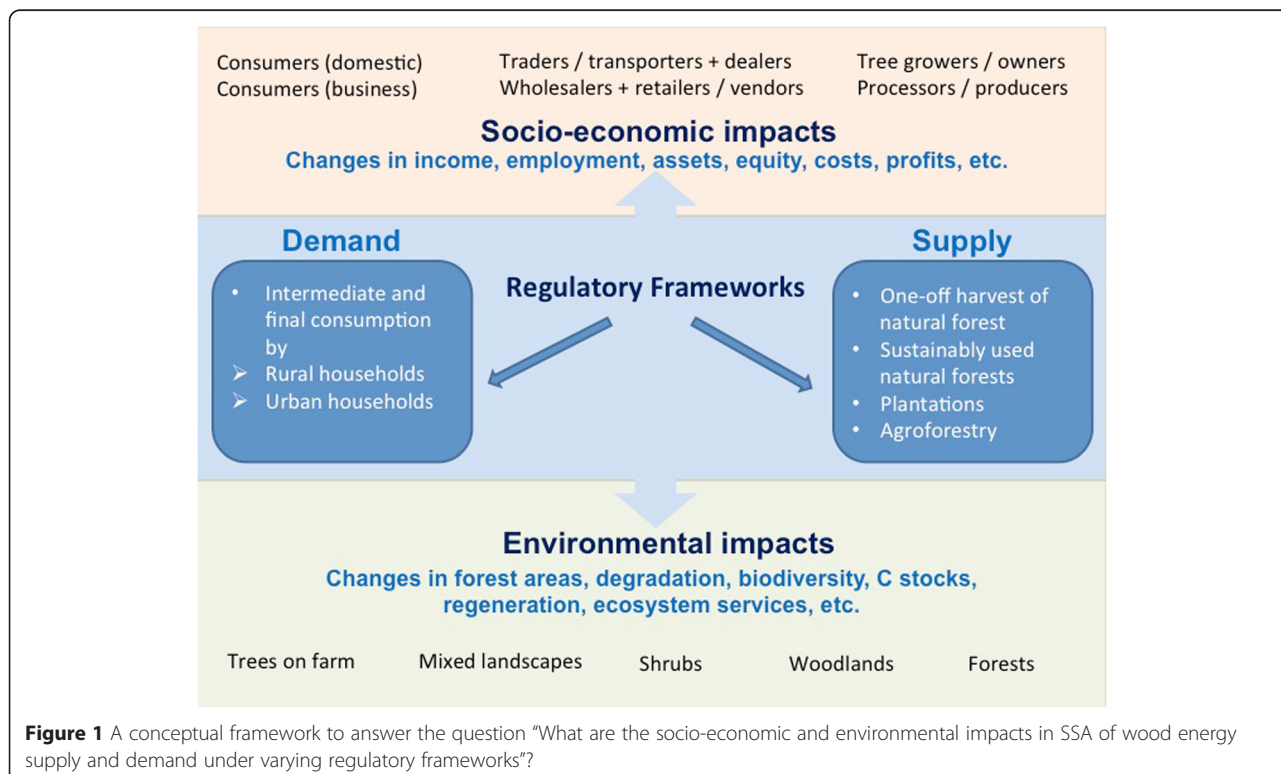 Consumers (domestic)
Consumers (business)
Traders / transporters + dealers
Wholesalers + retailers / vendors
Tree growers / owners
Processors / producers
Socio-economic impacts
Changes in income, employment, assets, equity, costs, profits, etc.
Demand
• Intermediate and
final consumption
by
➢ Rural households
➢ Urban households
Regulatory Frameworks
Supply
• One-off harvest of
natural forest
• Sustainably used
natural forests
• Plantations
• Agroforestry
Environmental impacts
Changes in forest areas, degradation, biodiversity, C stocks,
regeneration, ecosystem services, etc.
Trees on farm
Mixed landscapes
Shrubs
Woodlands
Forests
Figure 1 A conceptual framework to answer the question “What are the socio-economic and environmental impacts in SSA of wood energy
supply and demand under varying regulatory frameworks”?